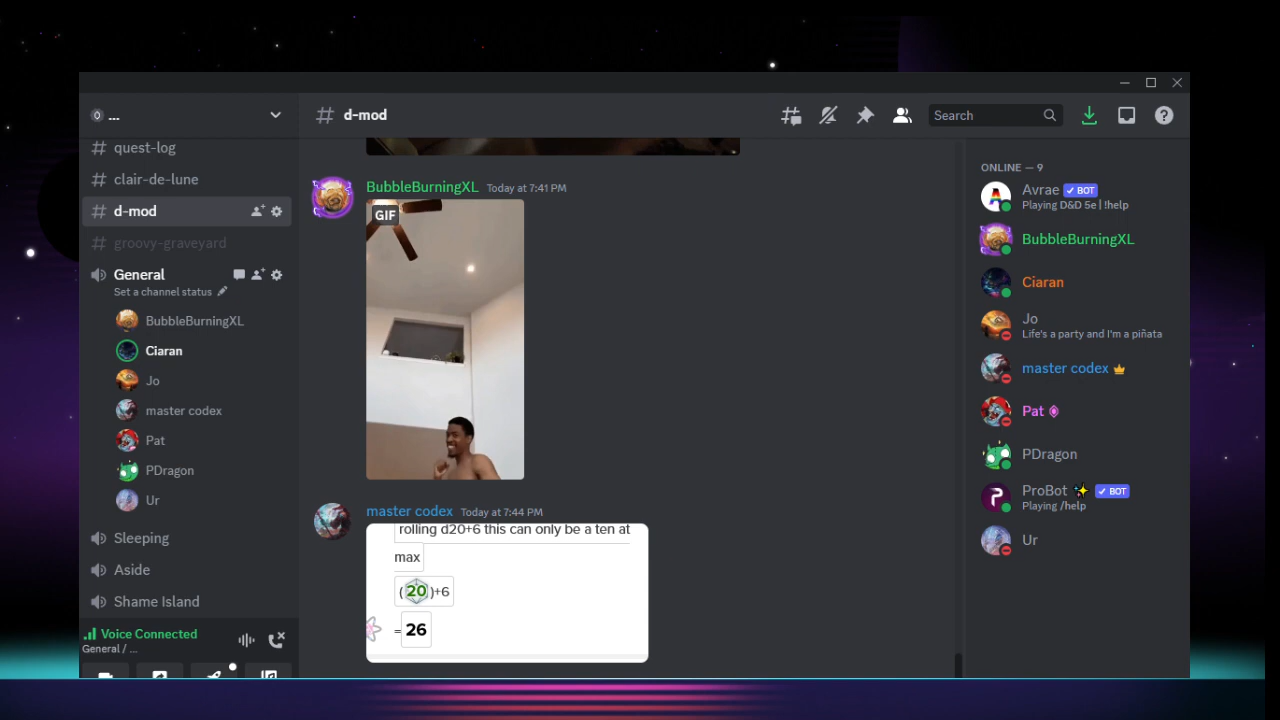 ...
# d-mod
Search
# quest-log
# clair-de-lune
# d-mod
# groovy-graveyard
General
Set a channel status
BubbleBurningXL
Ciaran
Jo
master codex
Pat
PDragon
Ur
Sleeping
Aside
Shame Island
Voice Connected
General / ...
BubbleBurningXL Today at 7:41 PM
GIF
master codex Today at 7:44 PM
rolling d20+6 this can only be a ten at
max
(20)+6
=26
ONLINE — 9
Avrae ✓ BOT
Playing D&D 5e | !help
BubbleBurningXL
Ciaran
Jo
Life's a party and I'm a piñata
master codex
Pat
PDragon
ProBot ✨ ✓ BOT
Playing /help
Ur